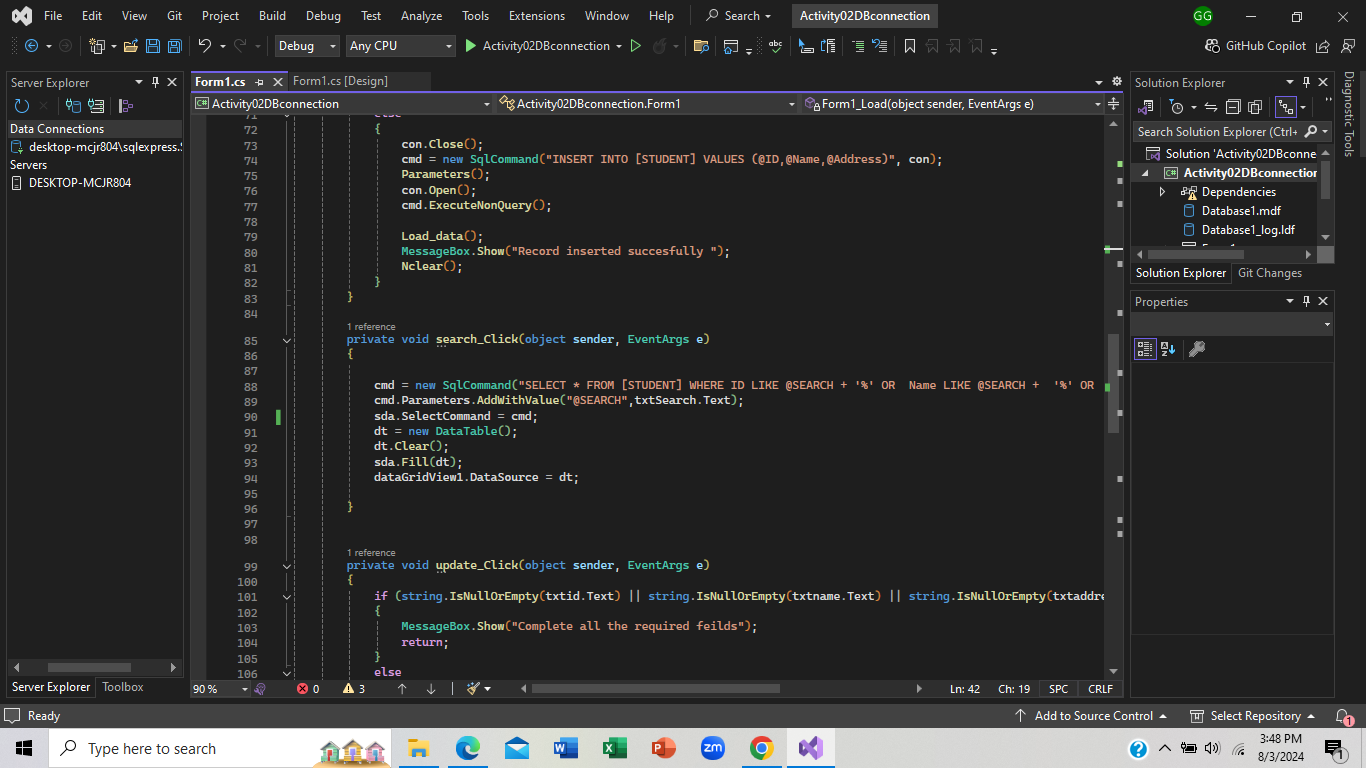 File Edit View Git Project Build Debug Test Analyze Tools Extensions Window Help Search Activity02DBconnection GG
Debug Any CPU Activity02DBconnection GitHub Copilot
Server Explorer
Data Connections
desktop-mcjr804\sqlexpress.
Servers
DESKTOP-MCJR804
Server Explorer Toolbox
Form1.cs Form1.cs [Design]
Activity02DBconnection Activity02DBconnection.Form1 Form1_Load(object sender, EventArgs e)
71 else
72 {
73 con.Close();
74 cmd = new SqlCommand("INSERT INTO [STUDENT] VALUES (@ID,@Name,@Address)", con);
75 Parameters();
76 con.Open();
77 cmd.ExecuteNonQuery();
78
79 Load_data();
80 MessageBox.Show("Record inserted succesfully ");
81 Nclear();
82 }
83 }
84
1 reference
85 private void search_Click(object sender, EventArgs e)
86 {
87
88 cmd = new SqlCommand("SELECT * FROM [STUDENT] WHERE ID LIKE @SEARCH + '%' OR  Name LIKE @SEARCH +  '%' OR
89 cmd.Parameters.AddWithValue("@SEARCH",txtSearch.Text);
90 sda.SelectCommand = cmd;
91 dt = new DataTable();
92 dt.Clear();
93 sda.Fill(dt);
94 dataGridView1.DataSource = dt;
95
96 }
97
98
1 reference
99 private void update_Click(object sender, EventArgs e)
100 {
101 if (string.IsNullOrEmpty(txtid.Text) || string.IsNullOrEmpty(txtname.Text) || string.IsNullOrEmpty(txtaddre
102 {
103 MessageBox.Show("Complete all the required feilds");
104 return;
105 }
106 else
90 % 0 3 Ln: 42 Ch: 19 SPC CRLF
Solution Explorer
Search Solution Explorer (Ctrl+
Solution 'Activity02DBconne
Activity02DBconnection
Dependencies
Database1.mdf
Database1_log.ldf
Solution Explorer Git Changes
Properties
Diagnostic Tools
Ready Add to Source Control Select Repository 1
Type here to search
3:48 PM
8/3/2024
1